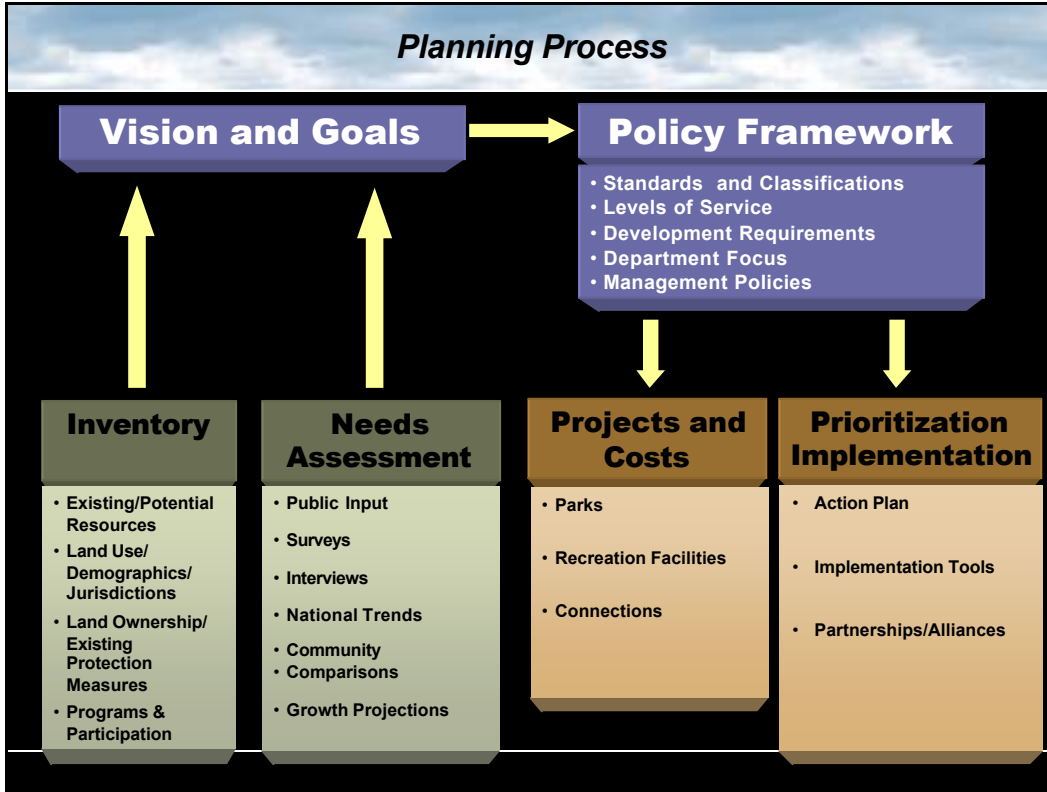 Planning Process
Vision and Goals
Policy Framework
• Standards and Classifications
• Levels of Service
• Development Requirements
• Department Focus
• Management Policies
Inventory
• Existing/Potential
Resources
• Land Use/
Demographics/
Jurisdictions
• Land Ownership/
Existing
Protection
Measures
• Programs &
Participation
Needs
Assessment
• Public Input
• Surveys
• Interviews
• National Trends
• Community
• Comparisons
• Growth Projections
Projects and
Costs
• Parks
• Recreation Facilities
• Connections
Prioritization
Implementation
• Action Plan
• Implementation Tools
• Partnerships/Alliances